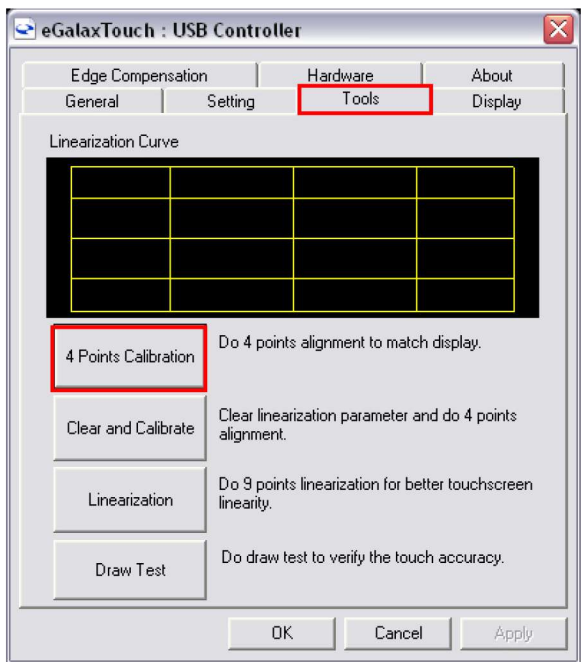 eGalaxTouch : USB Controller
Edge Compensation Hardware About
General Setting Tools Display
Linearization Curve
4 Points Calibration
Do 4 points alignment to match display.
Clear and Calibrate
Clear linearization parameter and do 4 points
alignment.
Linearization
Do 9 points linearization for better touchscreen
linearity.
Draw Test
Do draw test to verify the touch accuracy.
OK Cancel Apply